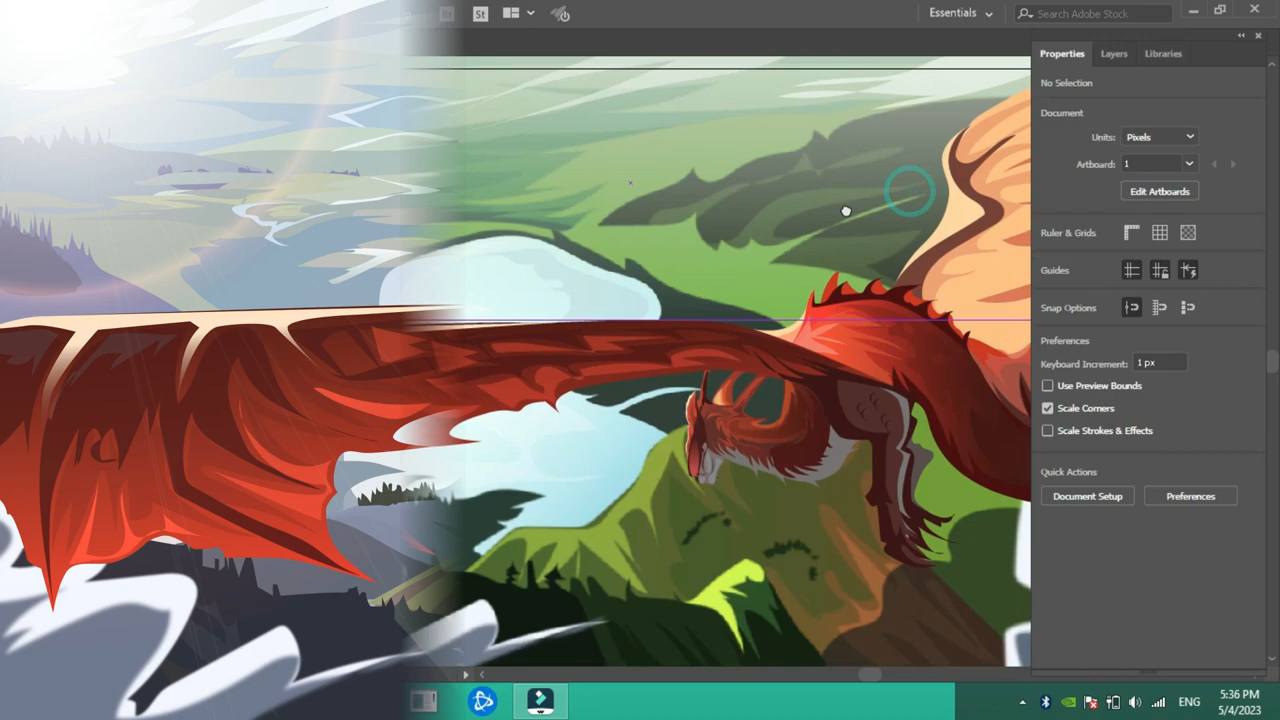 St
Essentials
Search Adobe Stock
Properties Layers Libraries
No Selection
Document
Units: Pixels
Artboard: 1
Edit Artboards
Ruler & Grids
Guides
Snap Options
Preferences
Keyboard Increment: 1 px
Use Preview Bounds
Scale Corners
Scale Strokes & Effects
Quick Actions
Document Setup Preferences
ENG
5:36 PM
5/4/2023